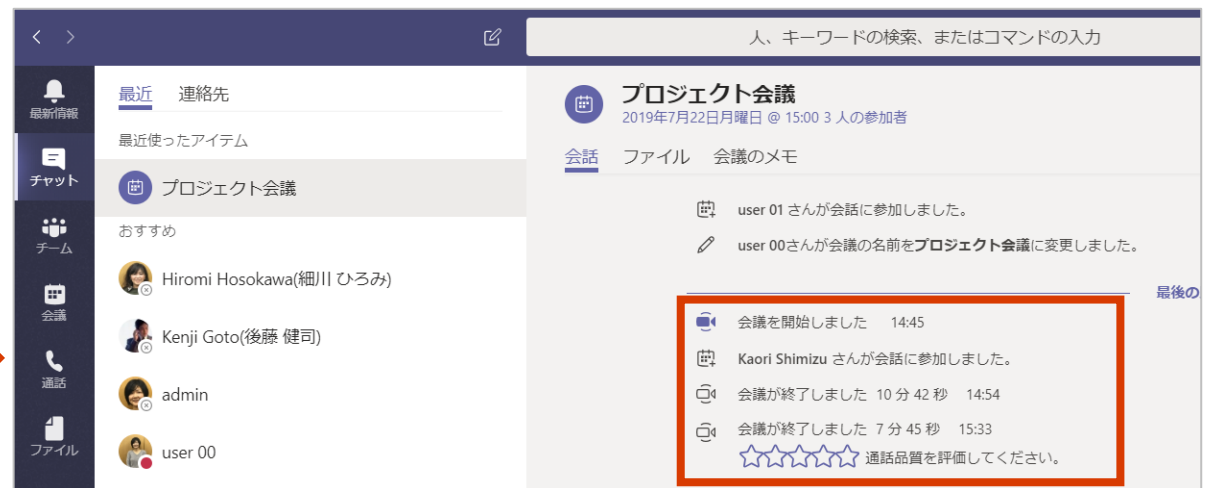 人、キーワードの検索、またはコマンドの入力
最新情報
チャット
チーム
会議
通話
ファイル
最近 連絡先
最近使ったアイテム
プロジェクト会議
おすすめ
Hiromi Hosokawa(細川 ひろみ)
Kenji Goto(後藤 健司)
admin
user 00
プロジェクト会議
2019年7月22日月曜日 @ 15:00 3 人の参加者
会話 ファイル 会議のメモ
user 01 さんが会話に参加しました。
user 00さんが会議の名前をプロジェクト会議に変更しました。
最後の
会議を開始しました 14:45
Kaori Shimizu さんが会話に参加しました。
会議が終了しました 10 分 42 秒 14:54
会議が終了しました 7 分 45 秒 15:33
通話品質を評価してください。